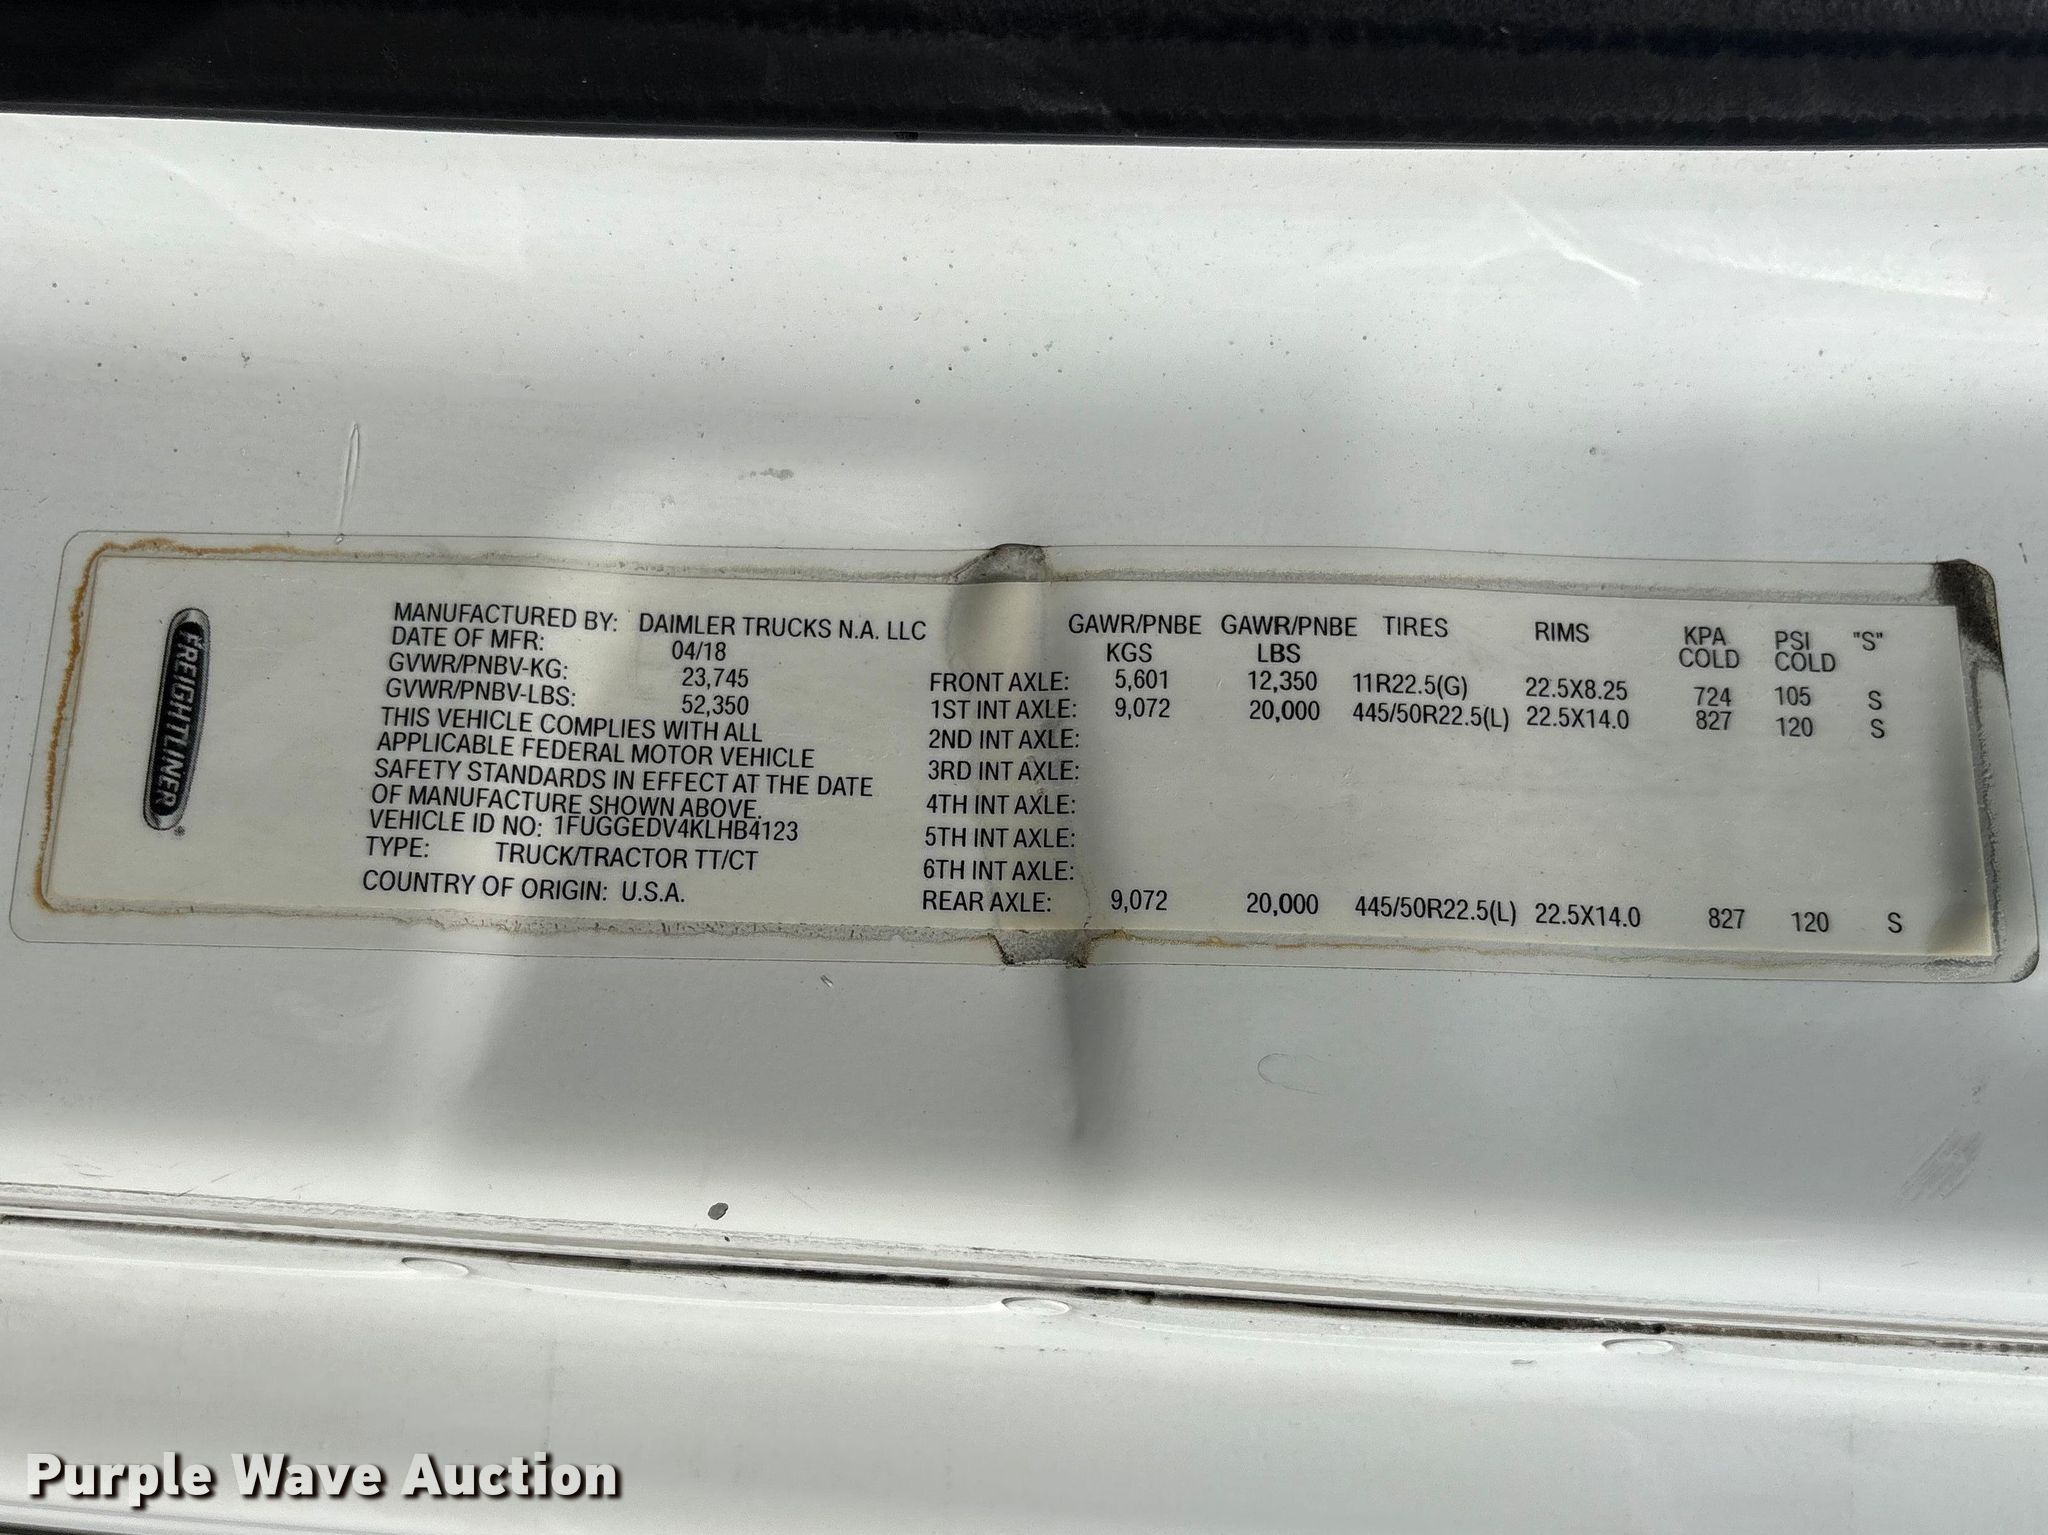 FREIGHTLINER®
MANUFACTURED BY: DAIMLER TRUCKS N.A. LLC
DATE OF MFR: 04/18
GVWR/PNBV-KG: 23,745
GVWR/PNBV-LBS: 52,350
THIS VEHICLE COMPLIES WITH ALL
APPLICABLE FEDERAL MOTOR VEHICLE
SAFETY STANDARDS IN EFFECT AT THE DATE
OF MANUFACTURE SHOWN ABOVE.
VEHICLE ID NO: 1FUGGEDV4KLHB4123
TYPE: TRUCK/TRACTOR TT/CT
COUNTRY OF ORIGIN: U.S.A.
GAWR/PNBE GAWR/PNBE TIRES RIMS KPA PSI "S"
KGS LBS COLD COLD
FRONT AXLE: 5,601 12,350 11R22.5(G) 22.5X8.25 724 105 S
1ST INT AXLE: 9,072 20,000 445/50R22.5(L) 22.5X14.0 827 120 S
2ND INT AXLE:
3RD INT AXLE:
4TH INT AXLE:
5TH INT AXLE:
6TH INT AXLE:
REAR AXLE: 9,072 20,000 445/50R22.5(L) 22.5X14.0 827 120 S
Purple Wave Auction